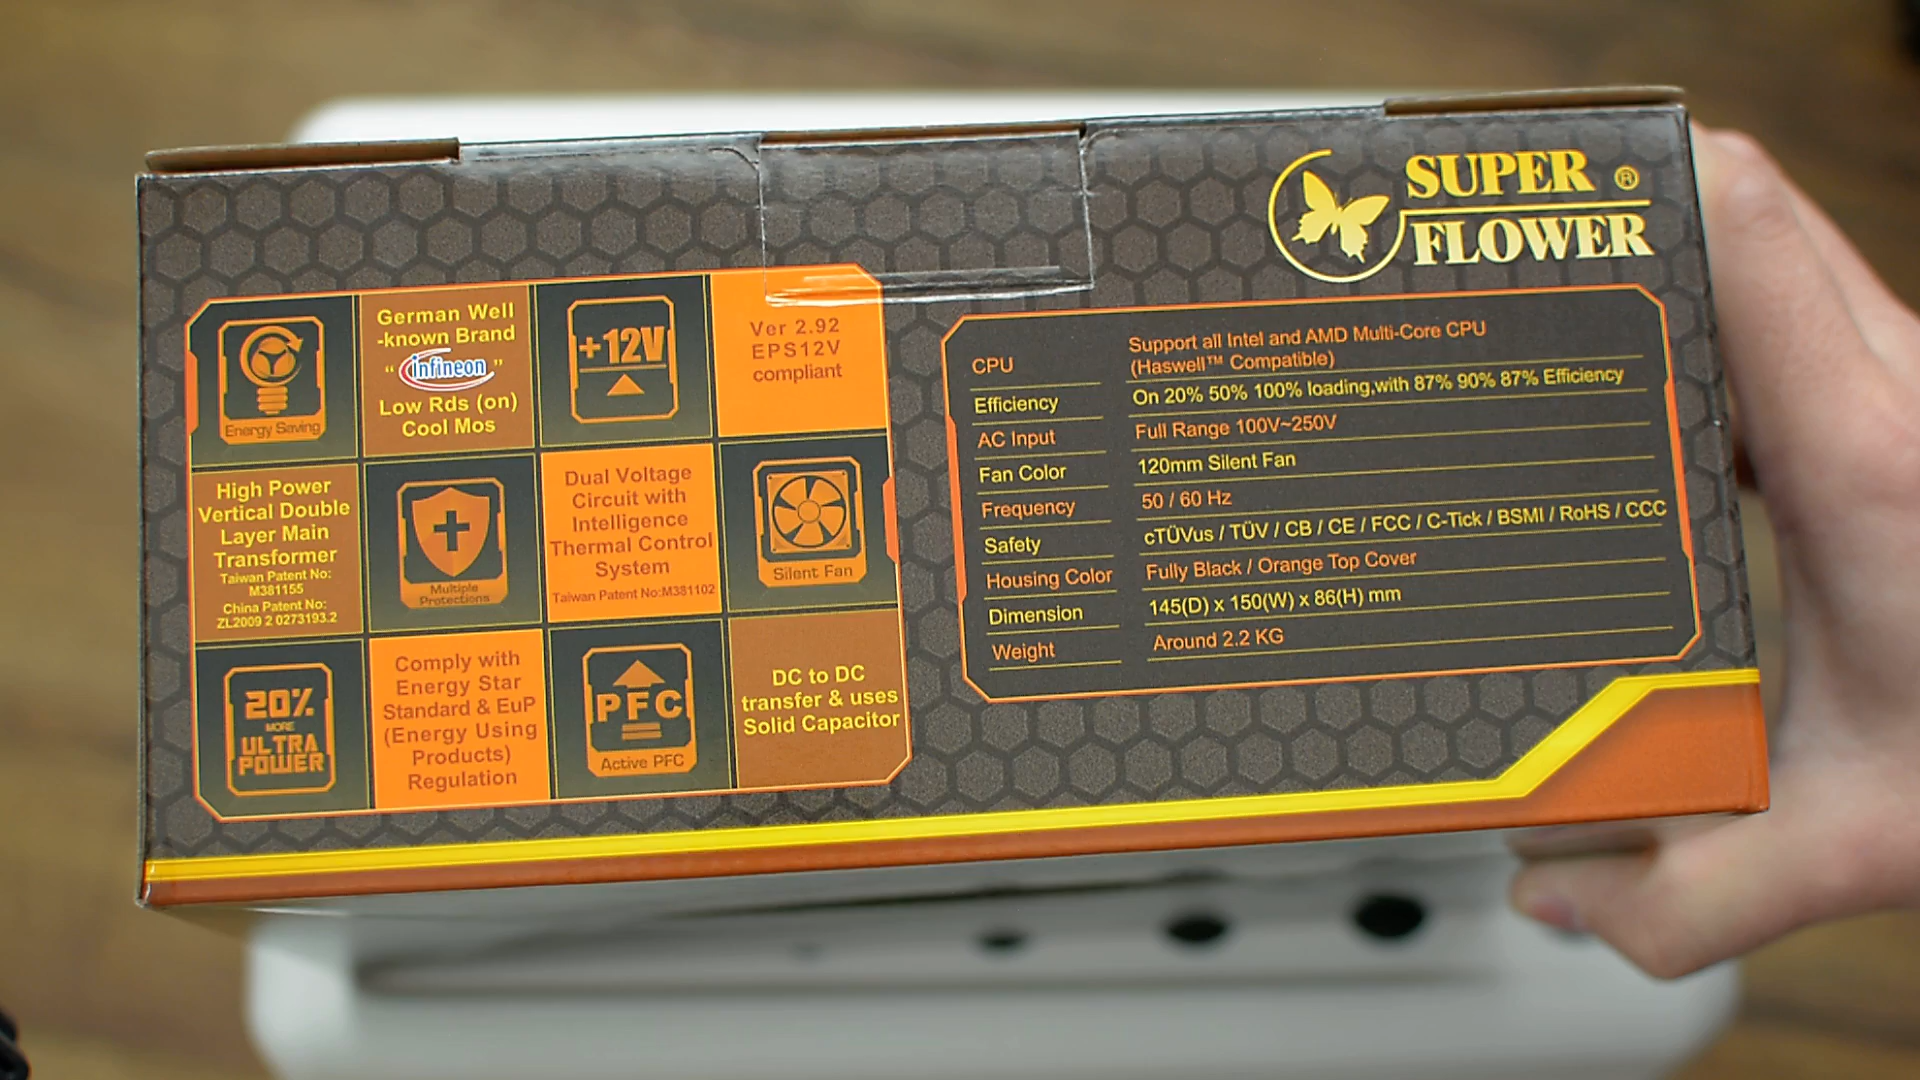 SUPER ®
FLOWER
Energy Saving
German Well
-known Brand
"infineon"
Low Rds (on)
Cool Mos
+12V
Ver 2.92
EPS12V
compliant
High Power
Vertical Double
Layer Main
Transformer
Taiwan Patent No:
M381155
China Patent No:
ZL2009 2 0273193.2
Multiple
Protections
Dual Voltage
Circuit with
Intelligence
Thermal Control
System
Taiwan Patent No:M381102
Silent Fan
20%
MORE
ULTRA
POWER
Comply with
Energy Star
Standard & EuP
(Energy Using
Products)
Regulation
PFC
Active PFC
DC to DC
transfer & uses
Solid Capacitor
CPU Support all Intel and AMD Multi-Core CPU
(Haswell™ Compatible)
Efficiency On 20% 50% 100% loading,with 87% 90% 87% Efficiency
AC Input Full Range 100V~250V
Fan Color 120mm Silent Fan
Frequency 50 / 60 Hz
Safety cTÜVus / TÜV / CB / CE / FCC / C-Tick / BSMI / RoHS / CCC
Housing Color Fully Black / Orange Top Cover
Dimension 145(D) x 150(W) x 86(H) mm
Weight Around 2.2 KG